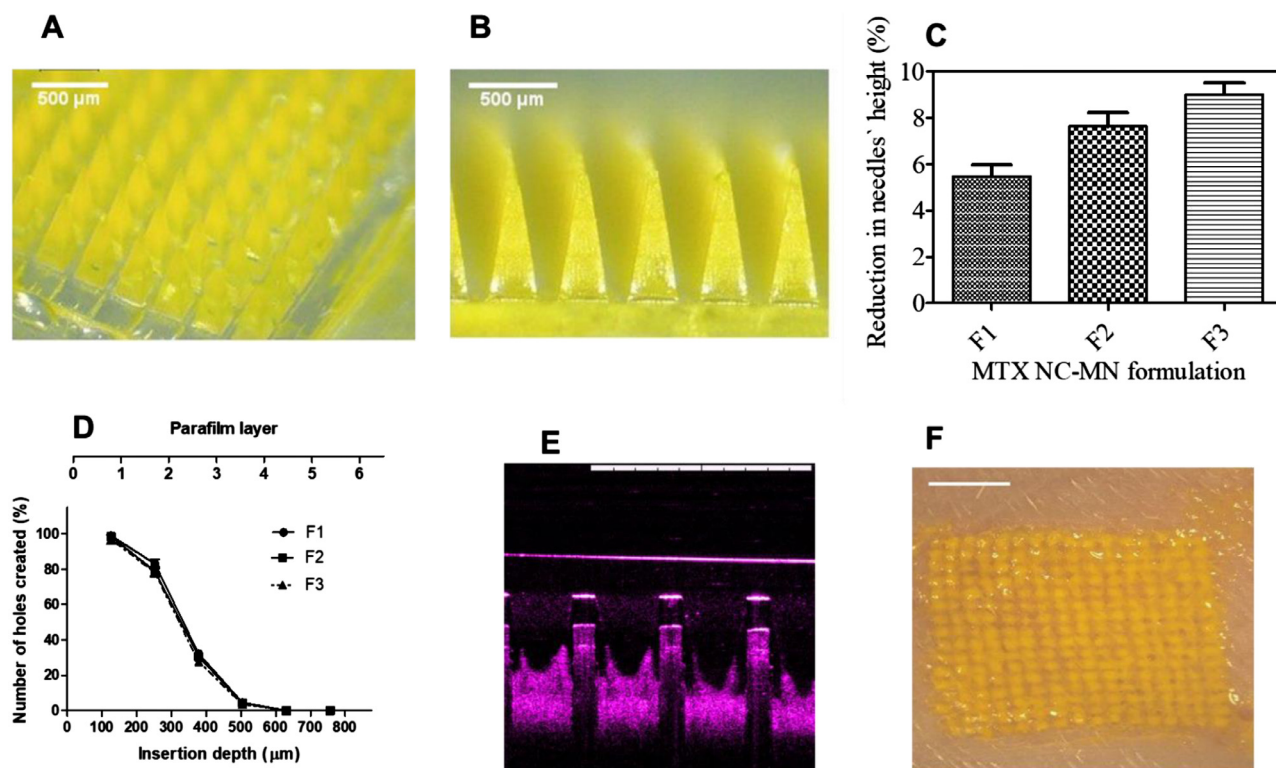 A
500 µm
B
500 µm
C
Reduction in needles` height (%)
10
8
6
4
2
0
F1
F2
F3
MTX NC-MN formulation
D
Parafilm layer
0 1 2 3 4 5 6
Number of holes created (%)
100
80
60
40
20
0
F1
F2
F3
0 100 200 300 400 500 600 700 800
Insertion depth (µm)
E
F